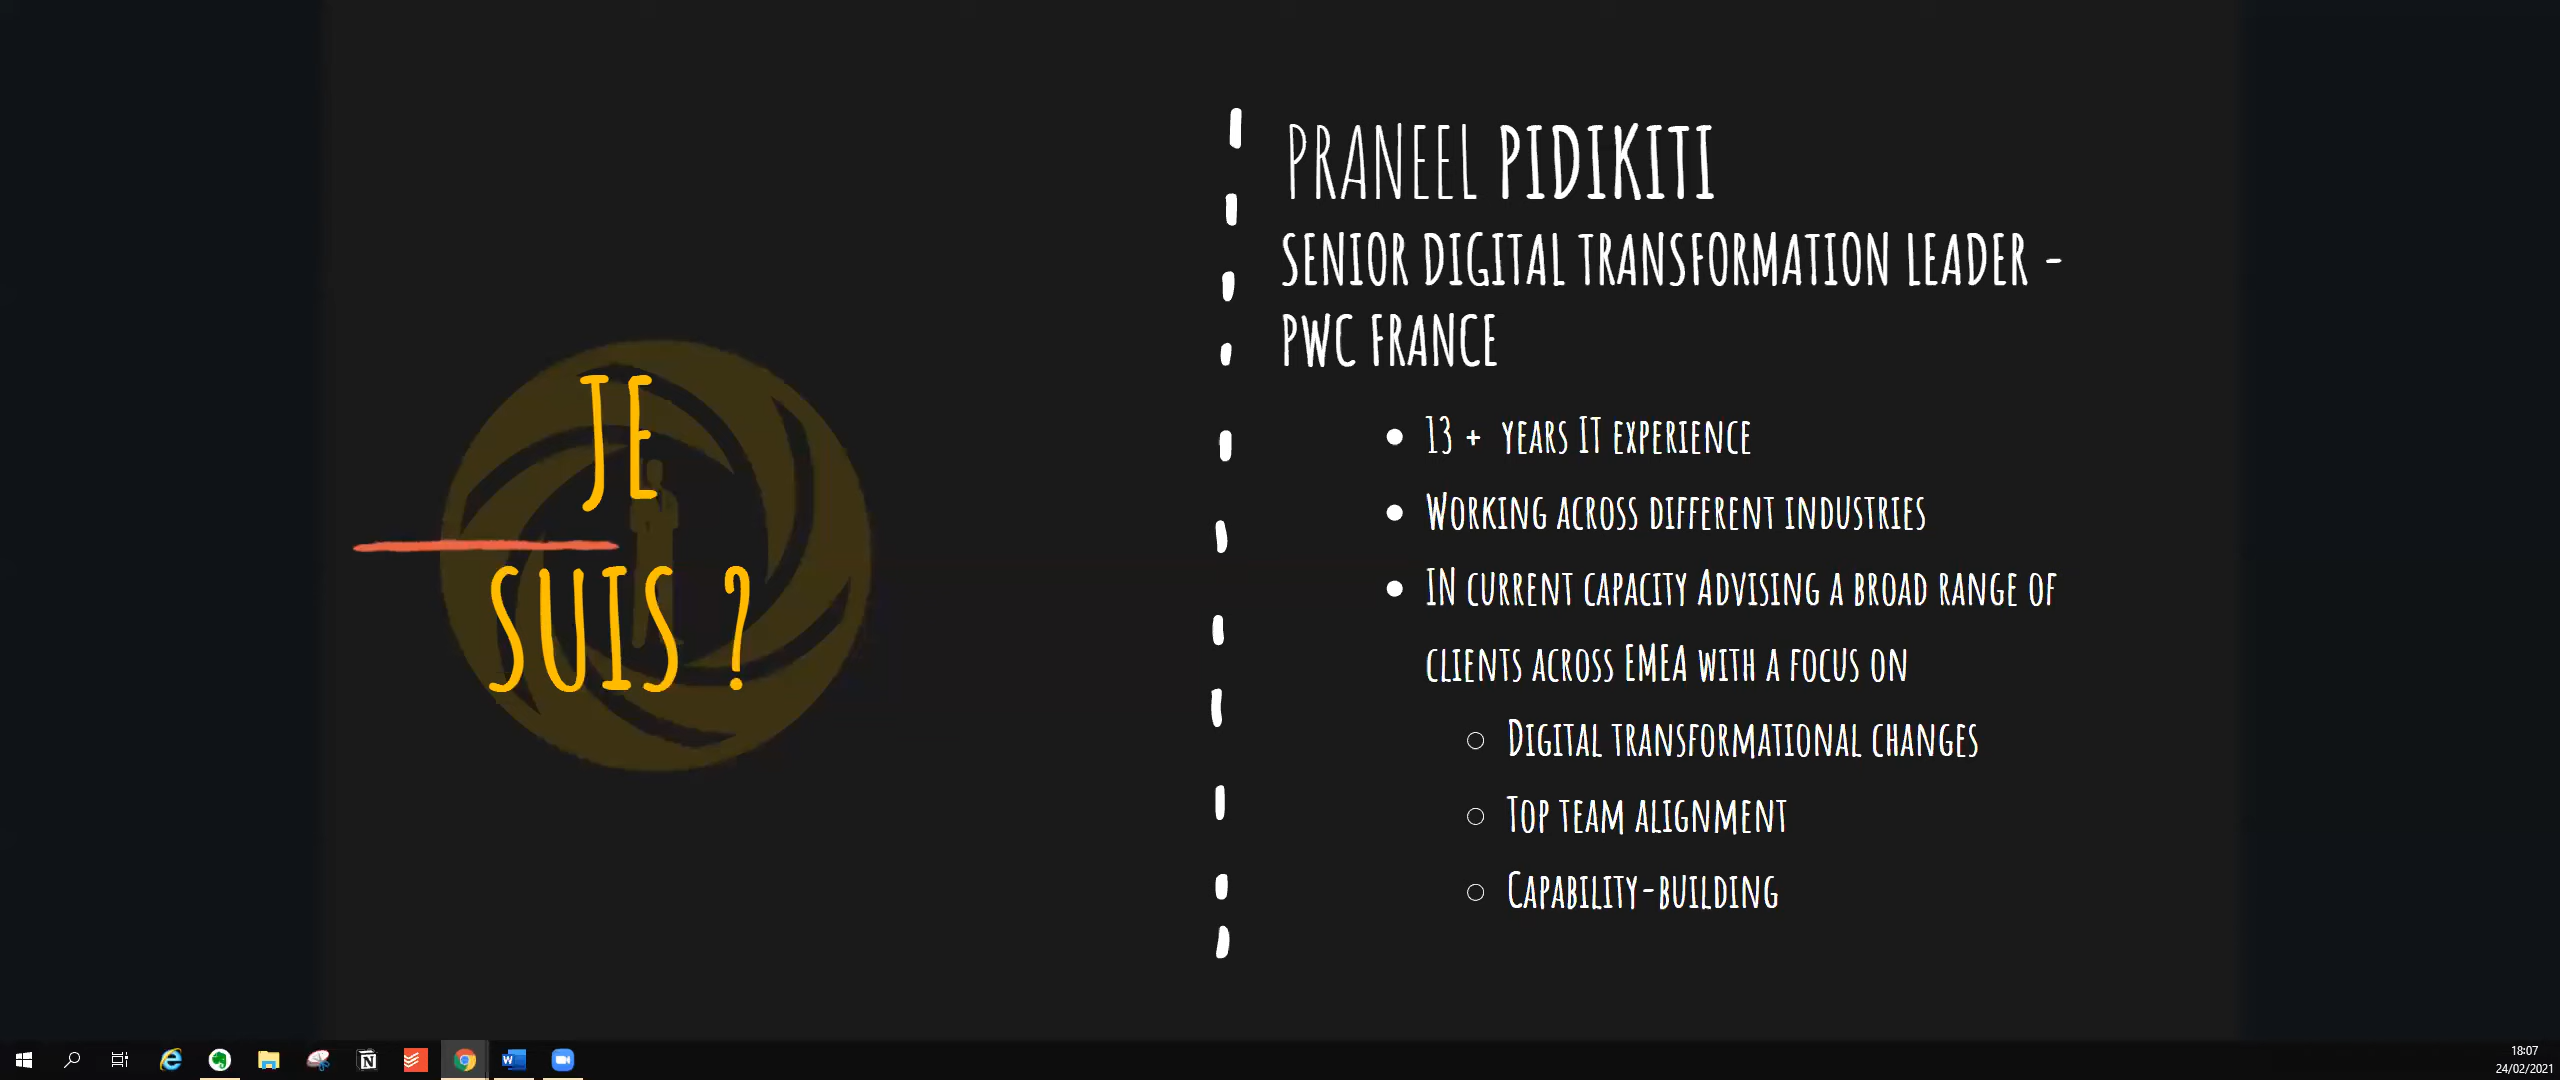 JE
SUIS ?
PRANEEL PIDIKITI
SENIOR DIGITAL TRANSFORMATION LEADER -
PWC FRANCE
● 13 + YEARS IT EXPERIENCE
● WORKING ACROSS DIFFERENT INDUSTRIES
● IN CURRENT CAPACITY ADVISING A BROAD RANGE OF
CLIENTS ACROSS EMEA WITH A FOCUS ON
○ DIGITAL TRANSFORMATIONAL CHANGES
○ TOP TEAM ALIGNMENT
○ CAPABILITY-BUILDING
18:07
24/02/2021